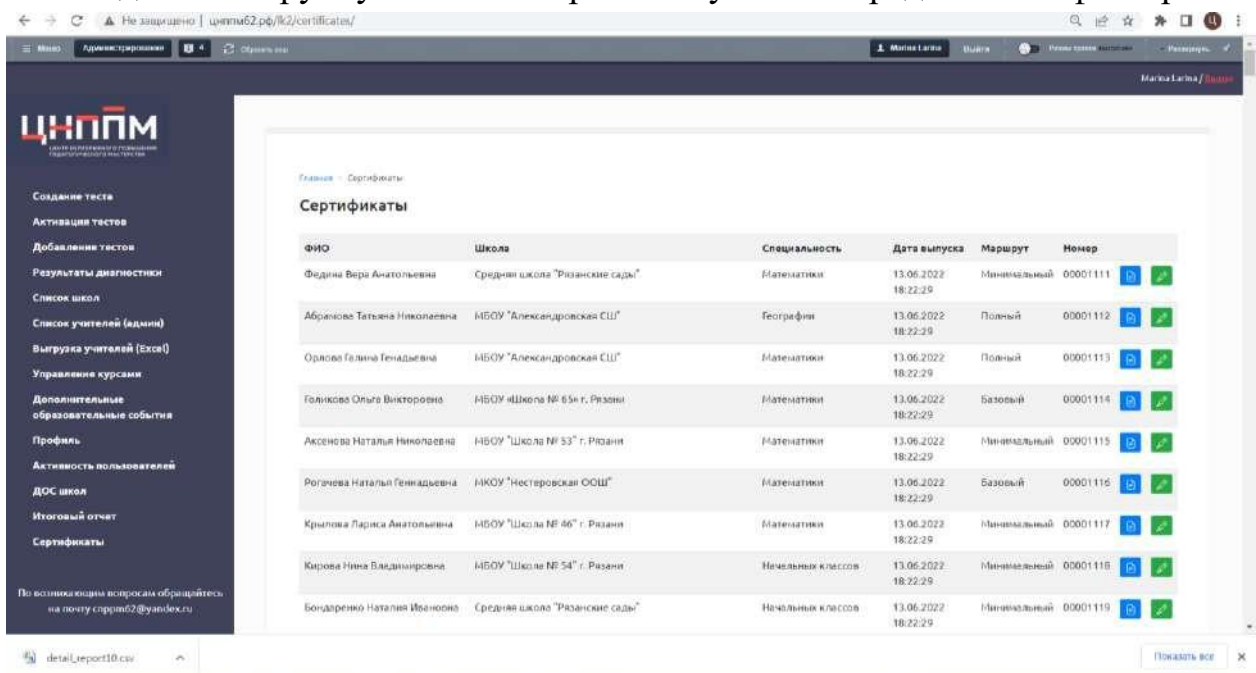 Не защищено | цнппм62.рф/lk2/certificates/
Меню Администрирование 4 Marina Larina Выйти
Marina Larina /
ЦНППМ
Главная Сертификаты
Сертификаты
Создание теста
Активация тестов
Добавление тестов
Результаты диагностики
Список школ
Список учителей (админ)
Выгрузка учителей (Excel)
Управление курсами
Дополнительные
образовательные события
Профиль
Активность пользователей
ДОС школ
Итоговый отчет
Сертификаты
По возникающим вопросам обращайтесь
на почту cnppm62@yandex.ru
ФИО Школа Специальность Дата выпуска Маршрут Номер
Федина Вера Анатольевна Средняя школа "Рязанские сады" Математики 13.06.2022 Минимальный 00001111
18:22:29
Абрамова Татьяна Николаевна МБОУ "Александровская СШ" Географии 13.06.2022 Полный 00001112
18:22:29
Орлова Галина Генадьевна МБОУ "Александровская СШ" Математики 13.06.2022 Полный 00001113
18:22:29
Голикова Ольга Викторовна МБОУ «Школа № 65» г. Рязани Математики 13.06.2022 Базовый 00001114
18:22:29
Аксенова Наталья Николаевна МБОУ "Школа № 53" г. Рязани Математики 13.06.2022 Минимальный 00001115
18:22:29
Рогачева Наталья Геннадьевна МКОУ "Нестеровская ООШ" Математики 13.06.2022 Базовый 00001116
18:22:29
Крылова Лариса Анатольевна МБОУ "Школа № 46" г. Рязани Математики 13.06.2022 Минимальный 00001117
18:22:29
Кирова Нина Владимировна МБОУ "Школа № 54" г. Рязани Начальных классов 13.06.2022 Минимальный 00001118
18:22:29
Бондаренко Наталия Ивановна Средняя школа "Рязанские сады" Начальных классов 13.06.2022 Минимальный 00001119
18:22:29
detail_report10.csv Показать все